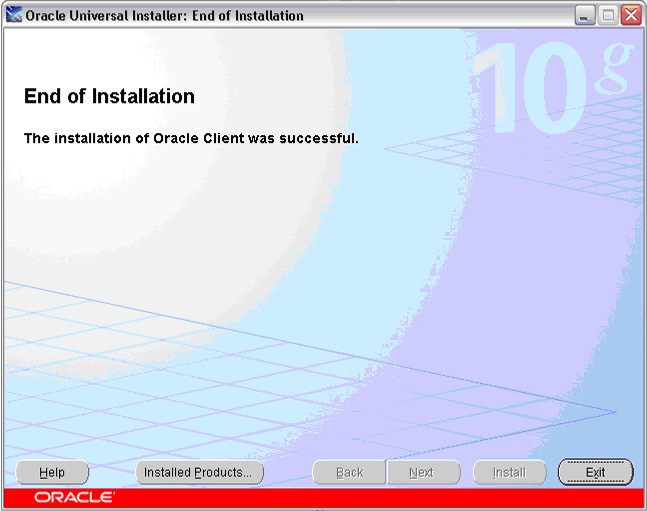 Oracle Universal Installer: End of Installation
10g
End of Installation
The installation of Oracle Client was successful.
Help Installed Products... Back Next Install Exit
ORACLE